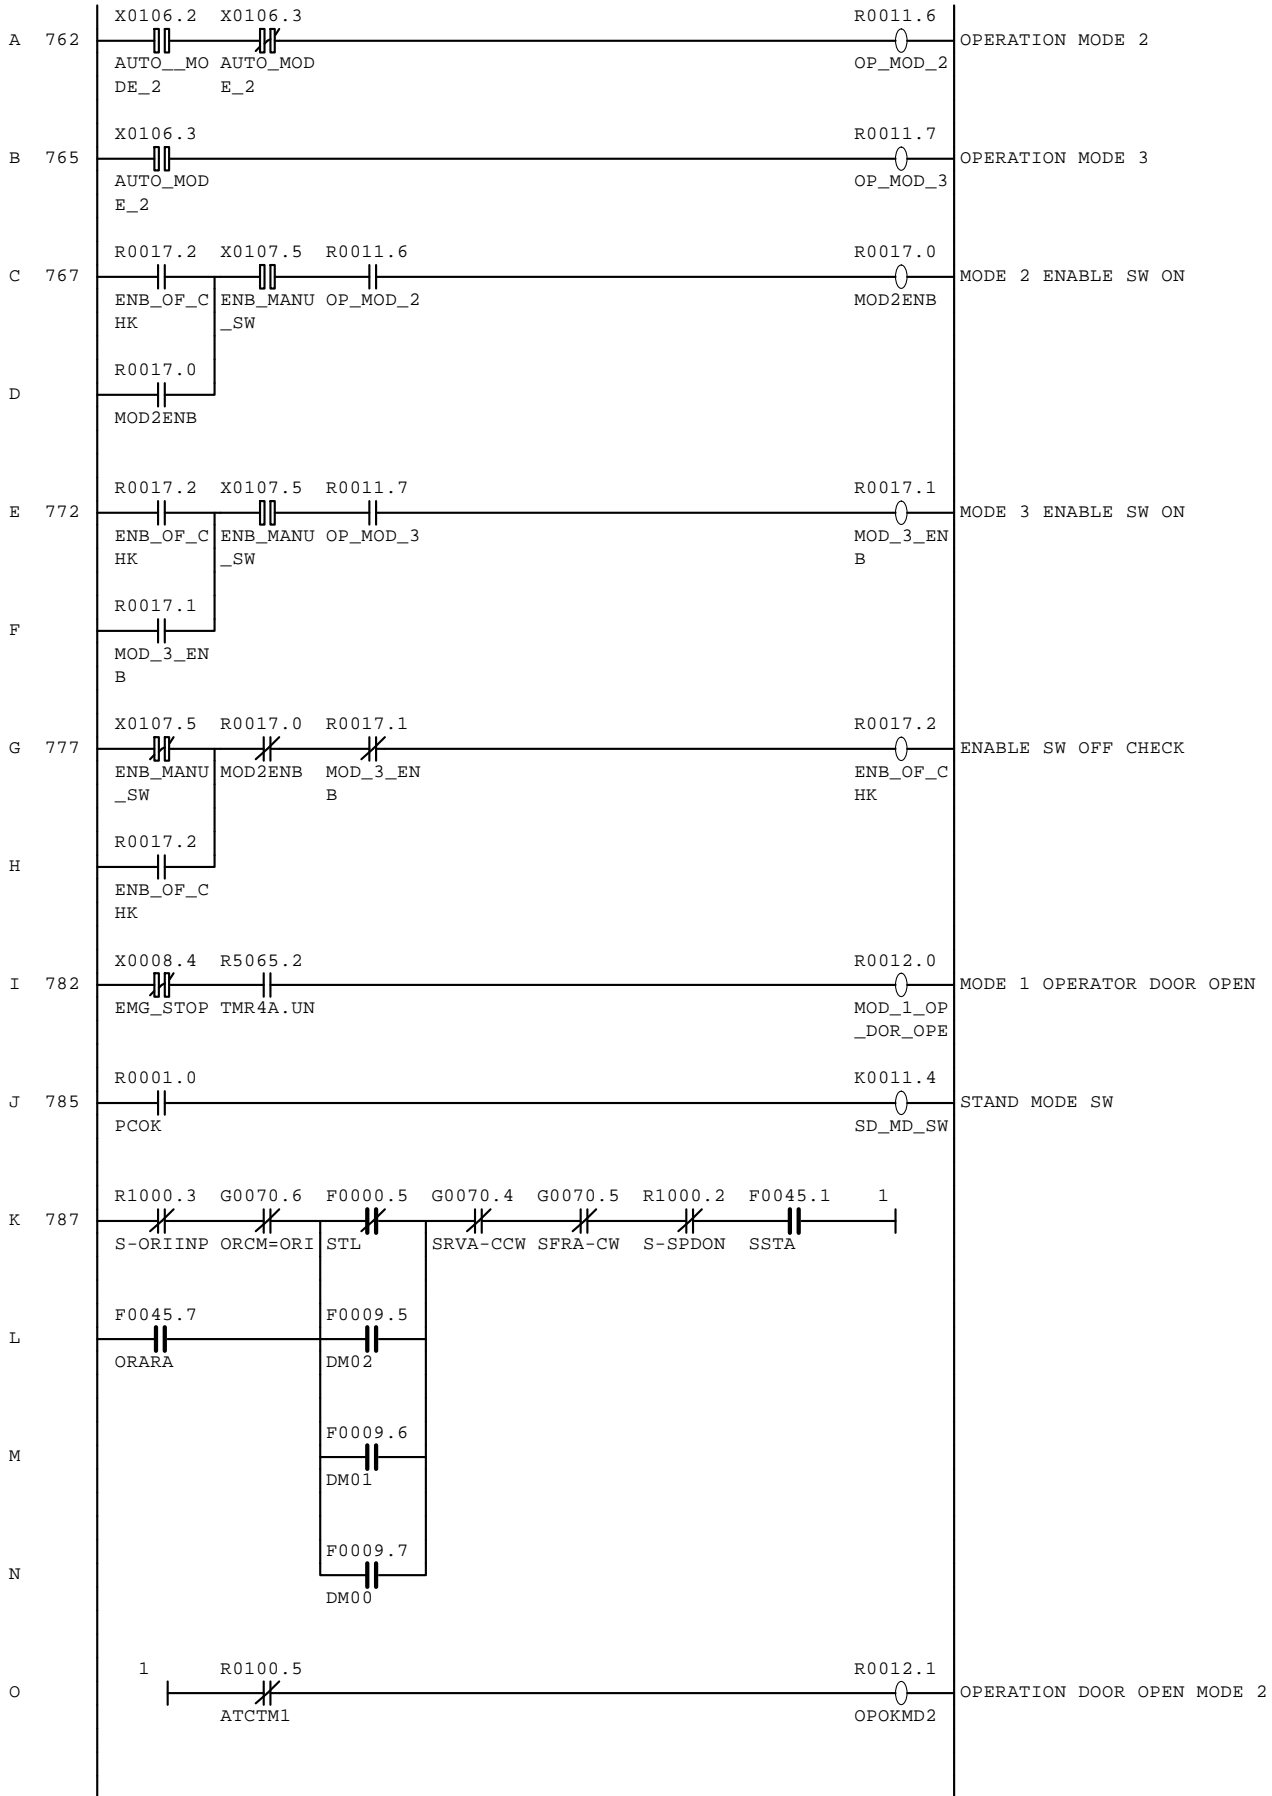 X0106.2 X0106.3 R0011.6
A 762 OPERATION MODE 2
AUTO__MO AUTO_MOD OP_MOD_2
DE_2 E_2
X0106.3 R0011.7
B 765 OPERATION MODE 3
AUTO_MOD OP_MOD_3
E_2
R0017.2 X0107.5 R0011.6 R0017.0
C 767 MODE 2 ENABLE SW ON
ENB_OF_C ENB_MANU OP_MOD_2 MOD2ENB
HK _SW
R0017.0
D
MOD2ENB
R0017.2 X0107.5 R0011.7 R0017.1
E 772 MODE 3 ENABLE SW ON
ENB_OF_C ENB_MANU OP_MOD_3 MOD_3_EN
HK _SW B
R0017.1
F
MOD_3_EN
B
X0107.5 R0017.0 R0017.1 R0017.2
G 777 ENABLE SW OFF CHECK
ENB_MANU MOD2ENB MOD_3_EN ENB_OF_C
_SW B HK
R0017.2
H
ENB_OF_C
HK
X0008.4 R5065.2 R0012.0
I 782 MODE 1 OPERATOR DOOR OPEN
EMG_STOP TMR4A.UN MOD_1_OP
_DOR_OPE
R0001.0 K0011.4
J 785 STAND MODE SW
PCOK SD_MD_SW
R1000.3 G0070.6 F0000.5 G0070.4 G0070.5 R1000.2 F0045.1 1
K 787
S-ORIINP ORCM=ORI STL SRVA-CCW SFRA-CW S-SPDON SSTA
F0045.7 F0009.5
L
ORARA DM02
F0009.6
M
DM01
F0009.7
N
DM00
1 R0100.5 R0012.1
O OPERATION DOOR OPEN MODE 2
ATCTM1 OPOKMD2